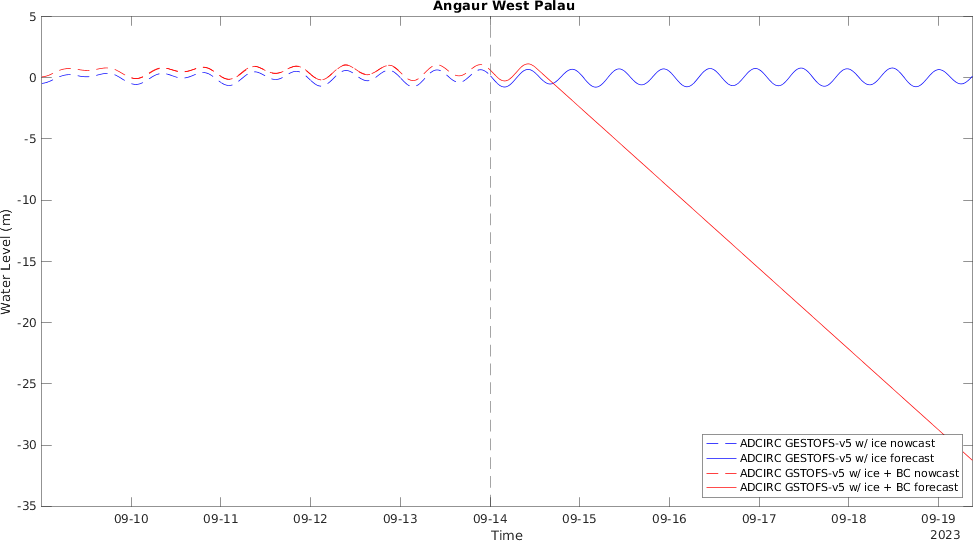 Angaur West Palau
5
0
-5
-10
-15
-20
-25
-30
-35
Water Level (m)
ADCIRC GESTOFS-v5 w/ ice nowcast
ADCIRC GESTOFS-v5 w/ ice forecast
ADCIRC GSTOFS-v5 w/ ice + BC nowcast
ADCIRC GSTOFS-v5 w/ ice + BC forecast
09-10 09-11 09-12 09-13 09-14 09-15 09-16 09-17 09-18 09-19
Time
2023